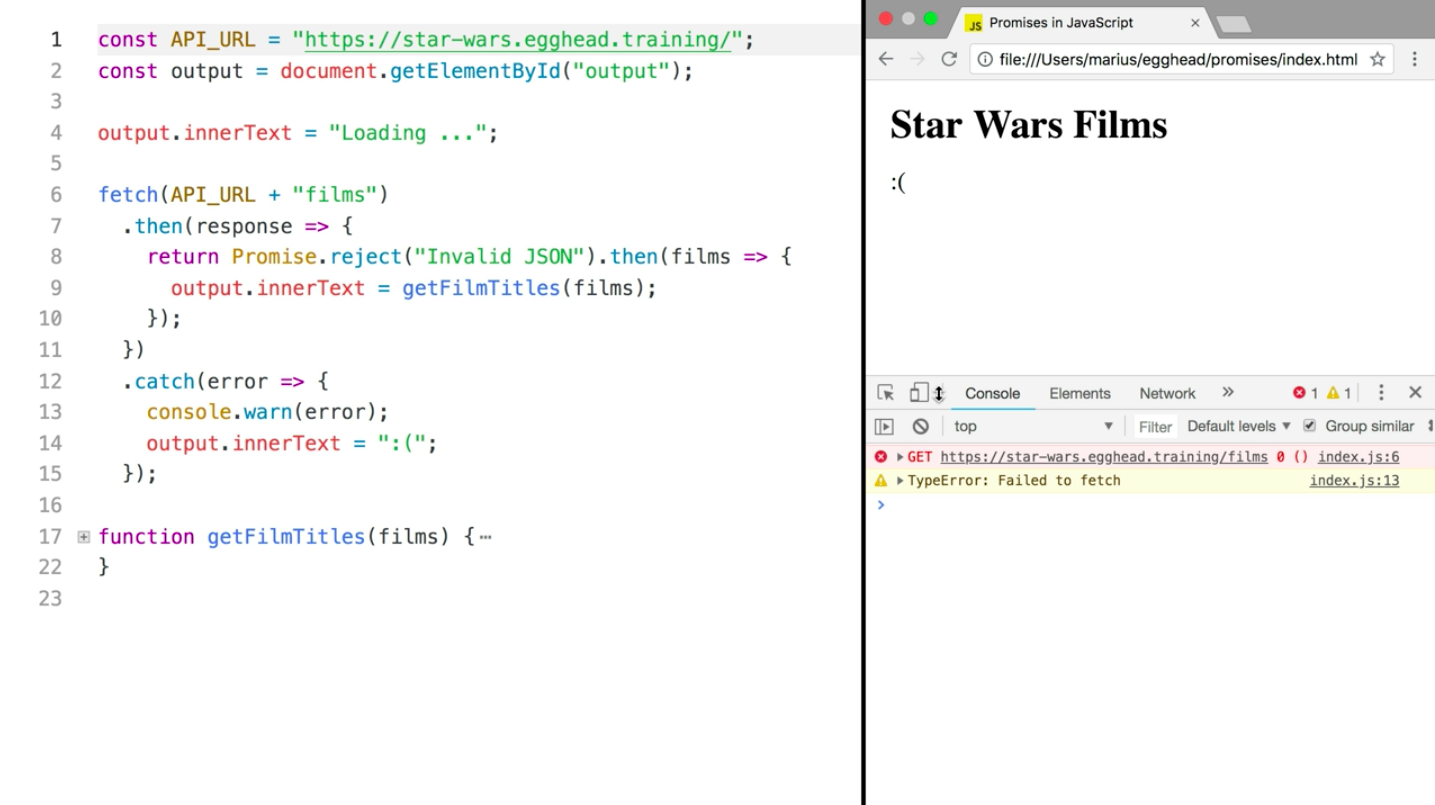 1 const API_URL = "https://star-wars.egghead.training/";
2 const output = document.getElementById("output");
3
4 output.innerText = "Loading ...";
5
6 fetch(API_URL + "films")
7 .then(response => {
8 return Promise.reject("Invalid JSON").then(films => {
9 output.innerText = getFilmTitles(films);
10 });
11 })
12 .catch(error => {
13 console.warn(error);
14 output.innerText = ":(";
15 });
16
17 function getFilmTitles(films) {⋯
22 }
23
JS Promises in JavaScript
file:///Users/marius/egghead/promises/index.html
Star Wars Films
:(
Console Elements Network » 1 1
top Filter Default levels ▼ Group similar
GET https://star-wars.egghead.training/films 0 () index.js:6
TypeError: Failed to fetch index.js:13